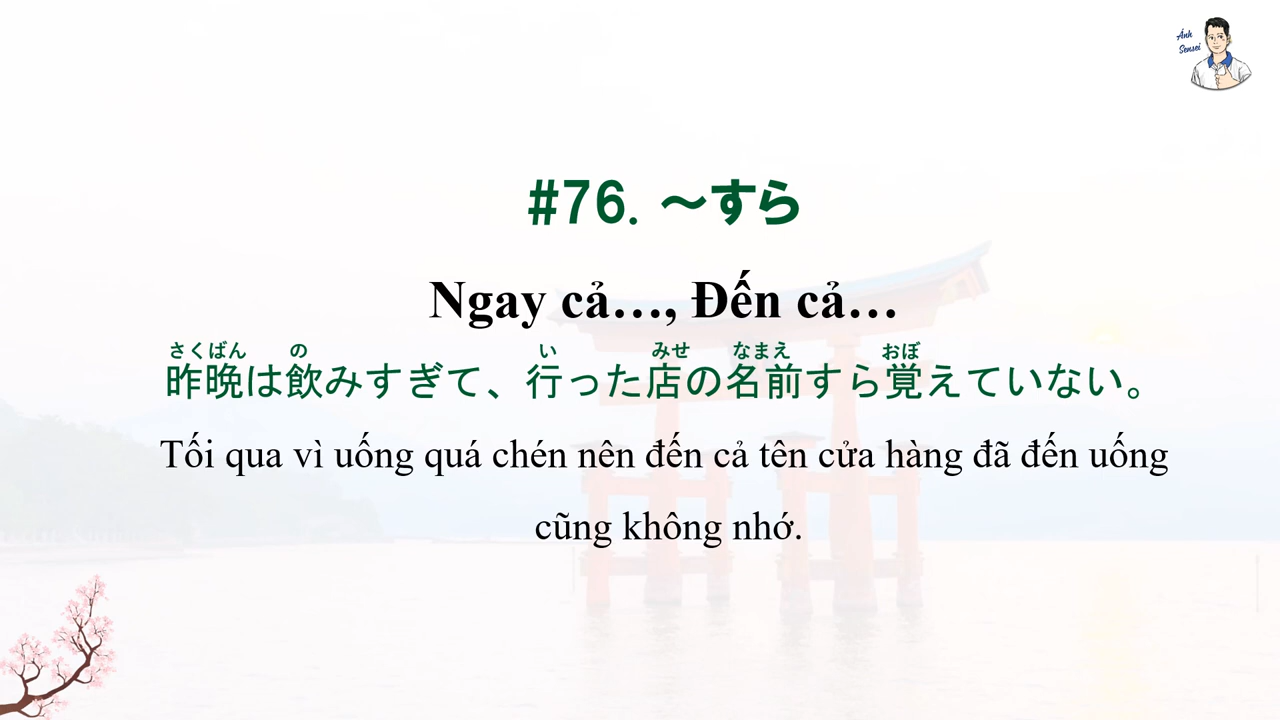 Ánh
Sensei
#76. ～すら
Ngay cả…, Đến cả…
さくばん の い みせ なまえ おぼ
昨晩は飲みすぎて、行った店の名前すら覚えていない。
Tối qua vì uống quá chén nên đến cả tên cửa hàng đã đến uống
cũng không nhớ.